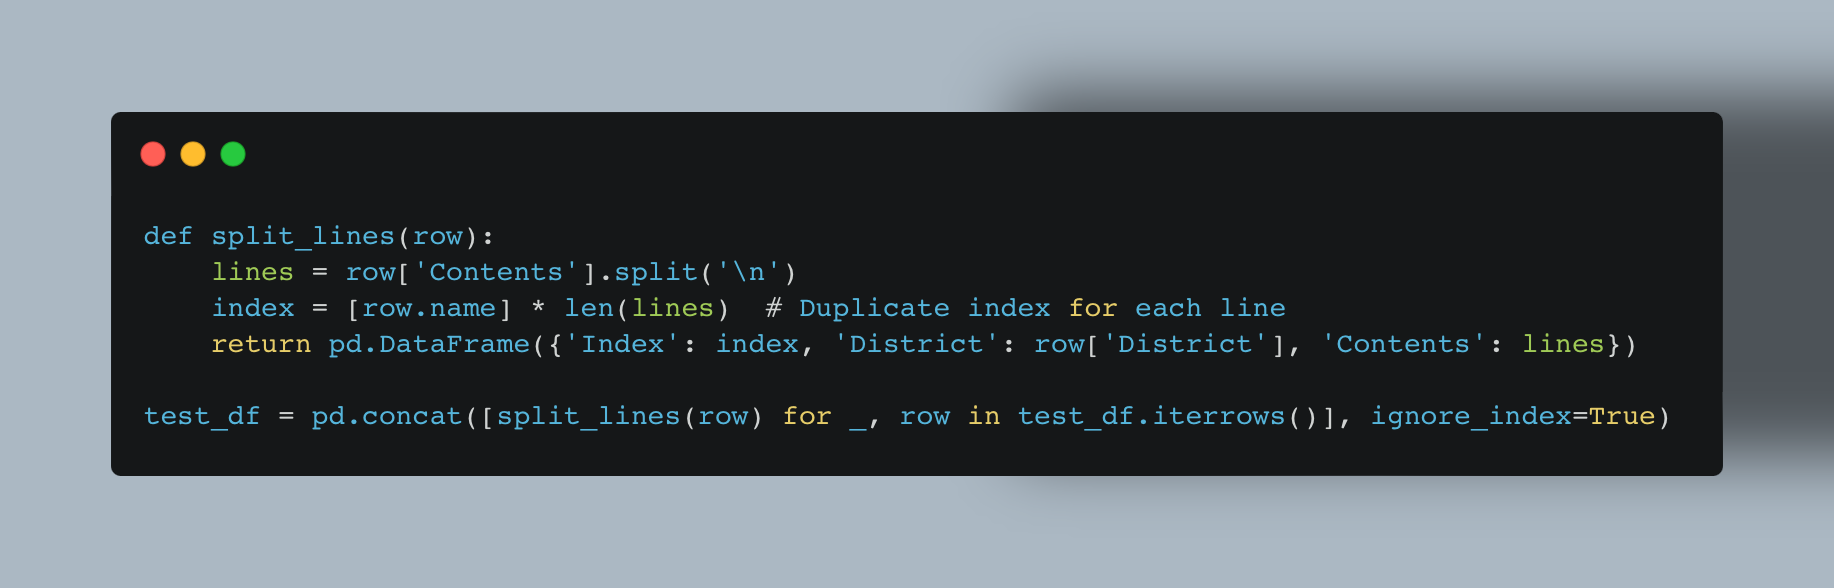 def split_lines(row):
    lines = row['Contents'].split('\n')
    index = [row.name] * len(lines)  # Duplicate index for each line
    return pd.DataFrame({'Index': index, 'District': row['District'], 'Contents': lines})

test_df = pd.concat([split_lines(row) for _, row in test_df.iterrows()], ignore_index=True)